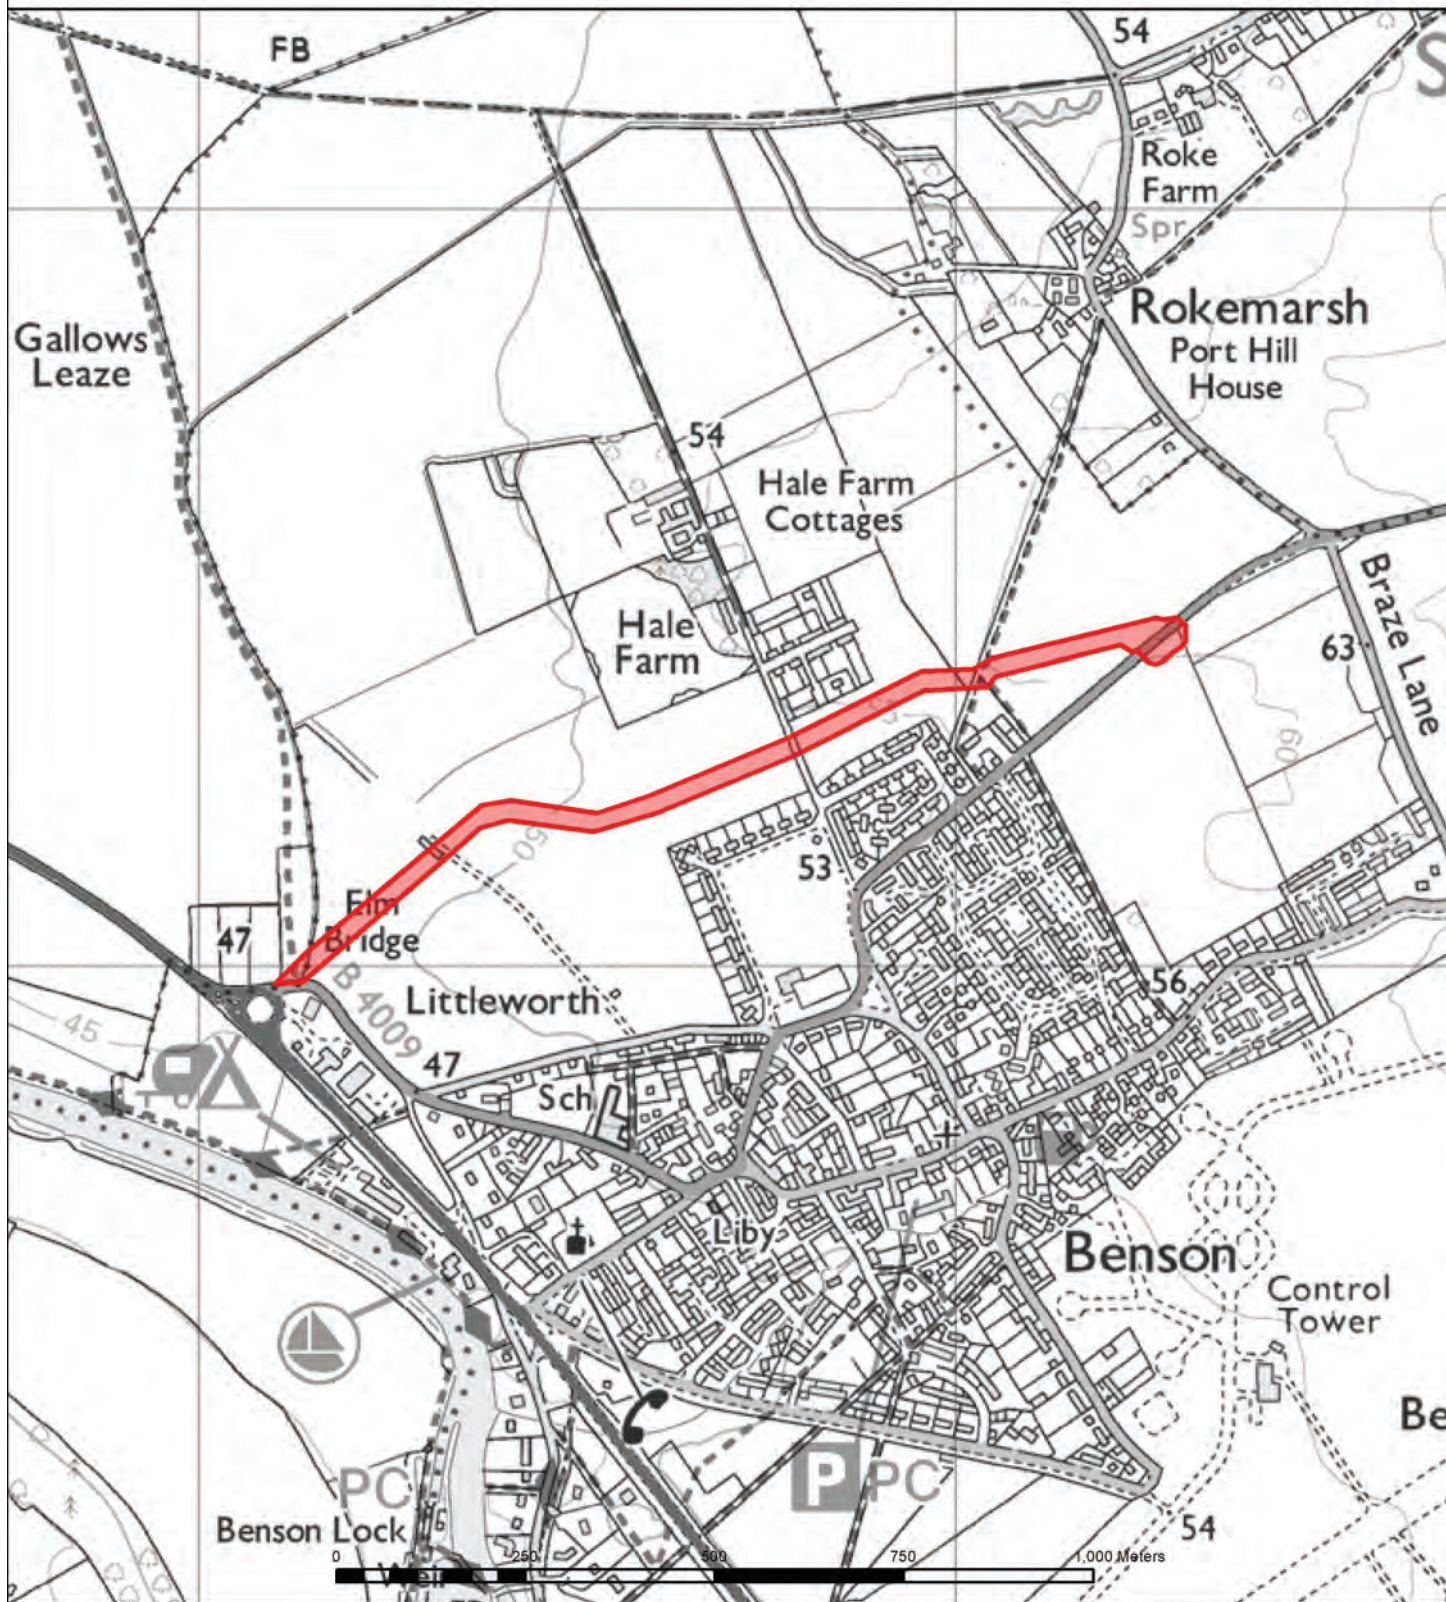 FB
54
S
Roke
Farm
Spr
Rokemarsh
Port Hill
House
Gallows
Leaze
54
Hale Farm
Cottages
Braze Lane
Hale
Farm
63
60
53
50
53
Elm
Bridge
47
B 4009
Littleworth
56
45
47
Sch
Liby
Benson
Control
Tower
Be
P
PC
PC
Benson Lock
Weir
54
0
250
500
750
1,000 Meters